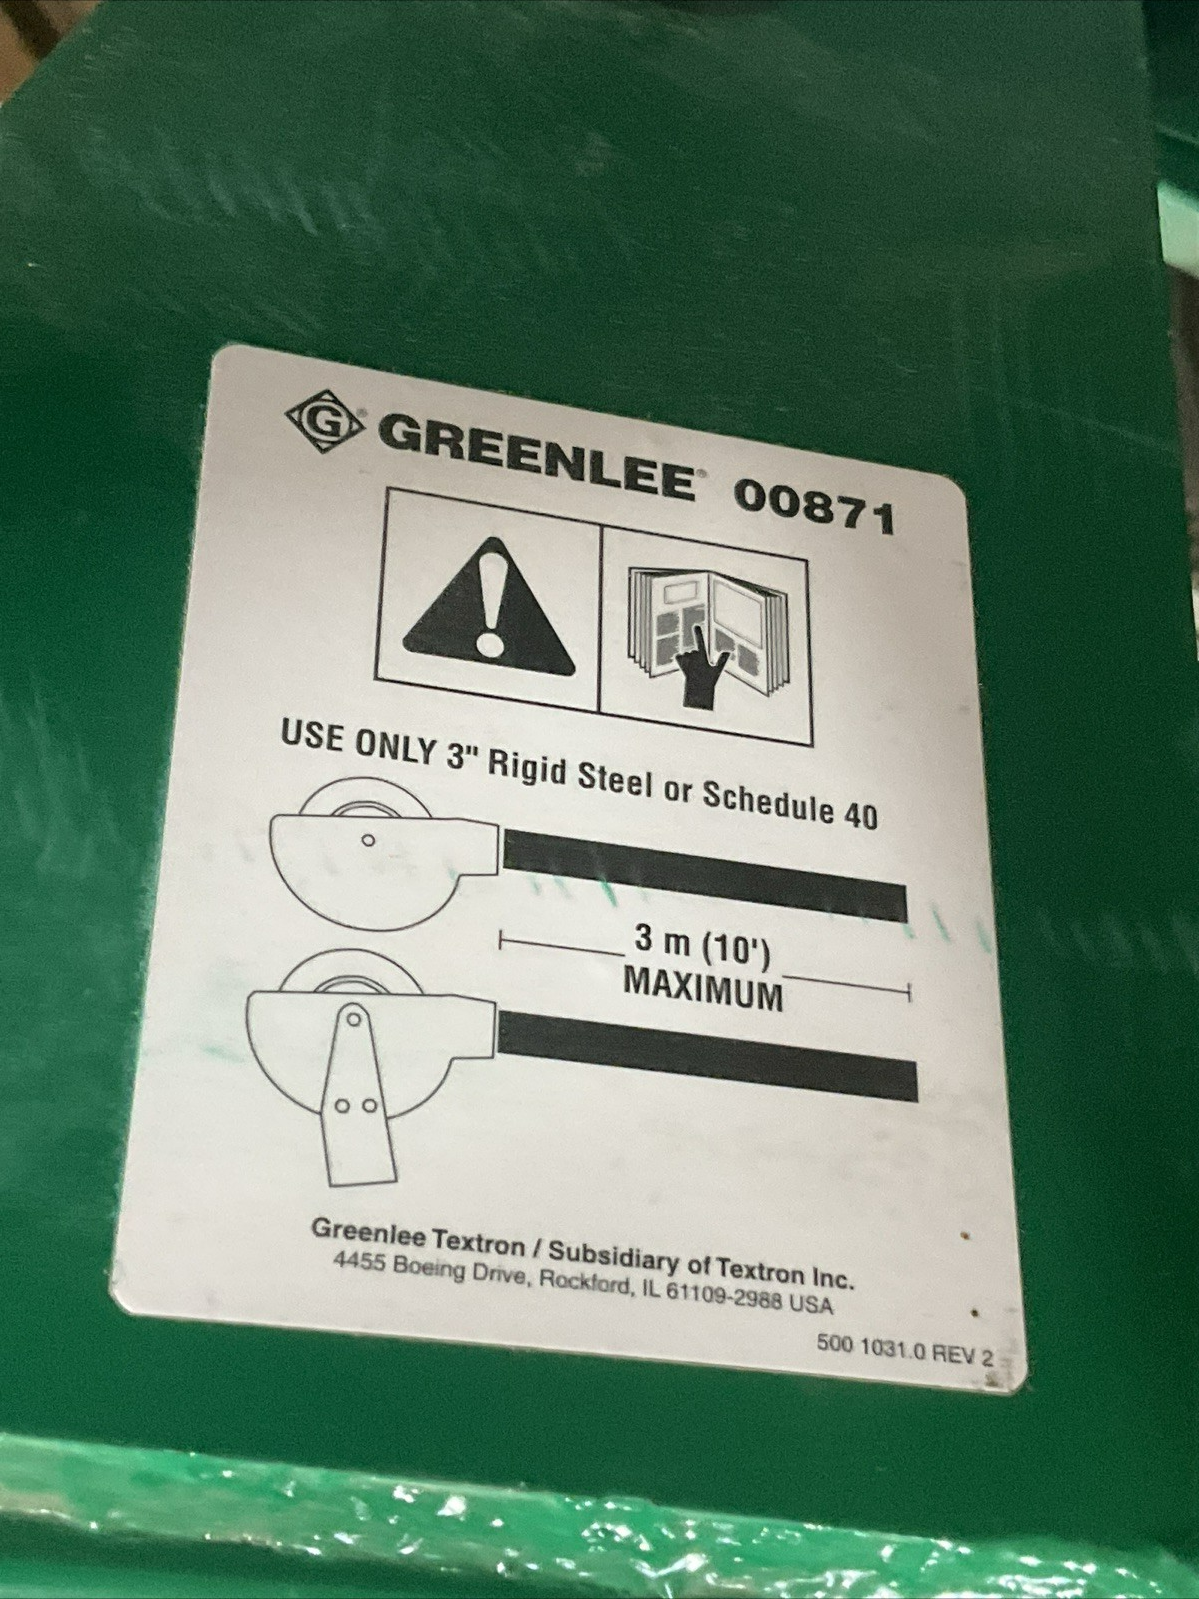 G® GREENLEE® 00871
USE ONLY 3" Rigid Steel or Schedule 40
3 m (10')
MAXIMUM
Greenlee Textron / Subsidiary of Textron Inc.
4455 Boeing Drive, Rockford, IL 61109-2988 USA
500 1031.0 REV 2